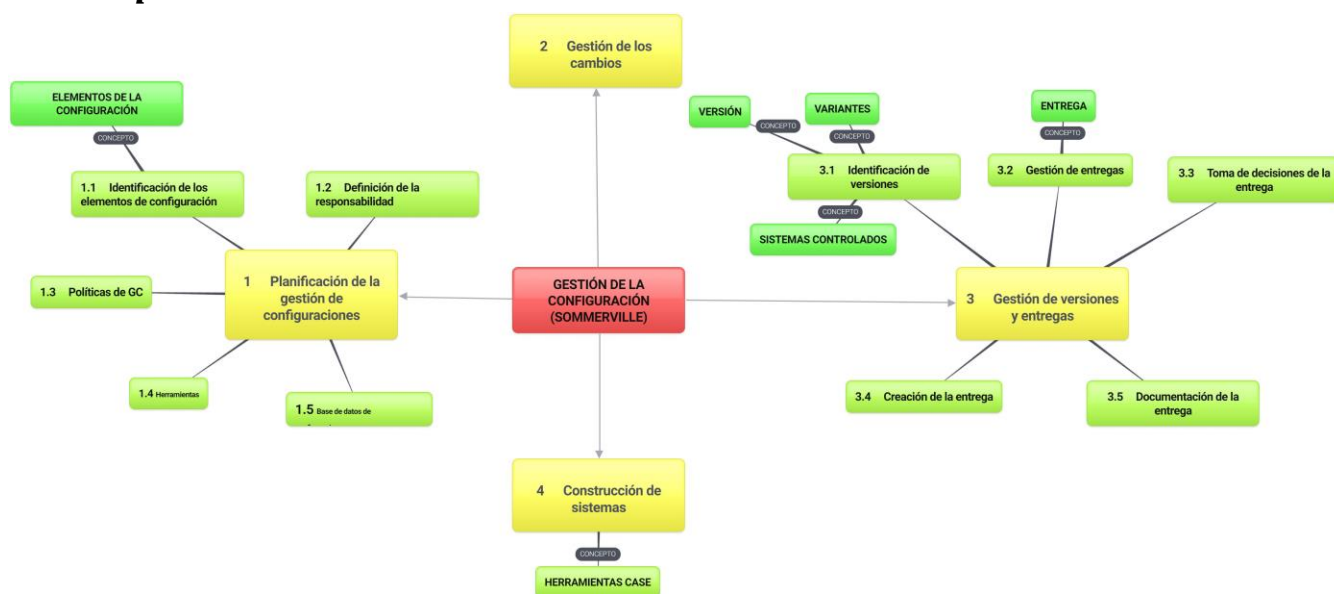 2 Gestión de los
cambios
ELEMENTOS DE LA
CONFIGURACIÓN
CONCEPTO
1.1 Identificación de los
elementos de configuración
1.2 Definición de la
responsabilidad
1.3 Políticas de GC
1 Planificación de la
gestión de
configuraciones
1.4 Herramientas
1.5 Base de datos de
GESTIÓN DE LA
CONFIGURACIÓN
(SOMMERVILLE)
VERSIÓN
CONCEPTO
VARIANTES
CONCEPTO
3.1 Identificación de
versiones
CONCEPTO
SISTEMAS CONTROLADOS
ENTREGA
CONCEPTO
3.2 Gestión de entregas
3.3 Toma de decisiones de la
entrega
3 Gestión de versiones
y entregas
3.4 Creación de la entrega
3.5 Documentación de la
entrega
4 Construcción de
sistemas
CONCEPTO
HERRAMIENTAS CASE